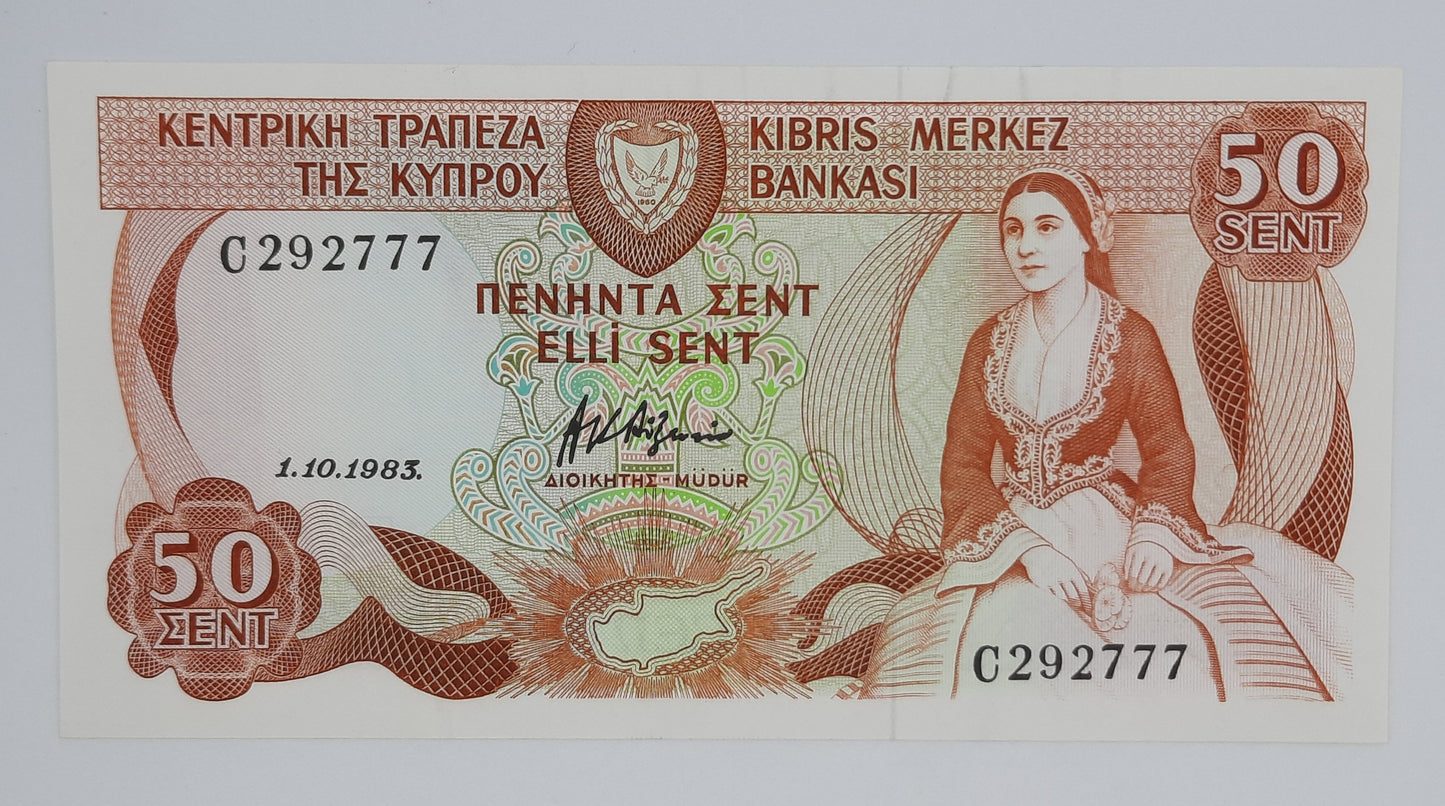 ΚΕΝΤΡΙΚΗ ΤΡΑΠΕΖΑ
ΤΗΣ ΚΥΠΡΟΥ
KIBRIS MERKEZ
BANKASI
1960
50
SENT
C292777
ΠΕΝΗΝΤΑ ΣΕΝΤ
ELLİ SENT
1.10.1983.
ΔΙΟΙΚΗΤΗΣ - MÜDÜR
50
ΣΕΝΤ
C292777